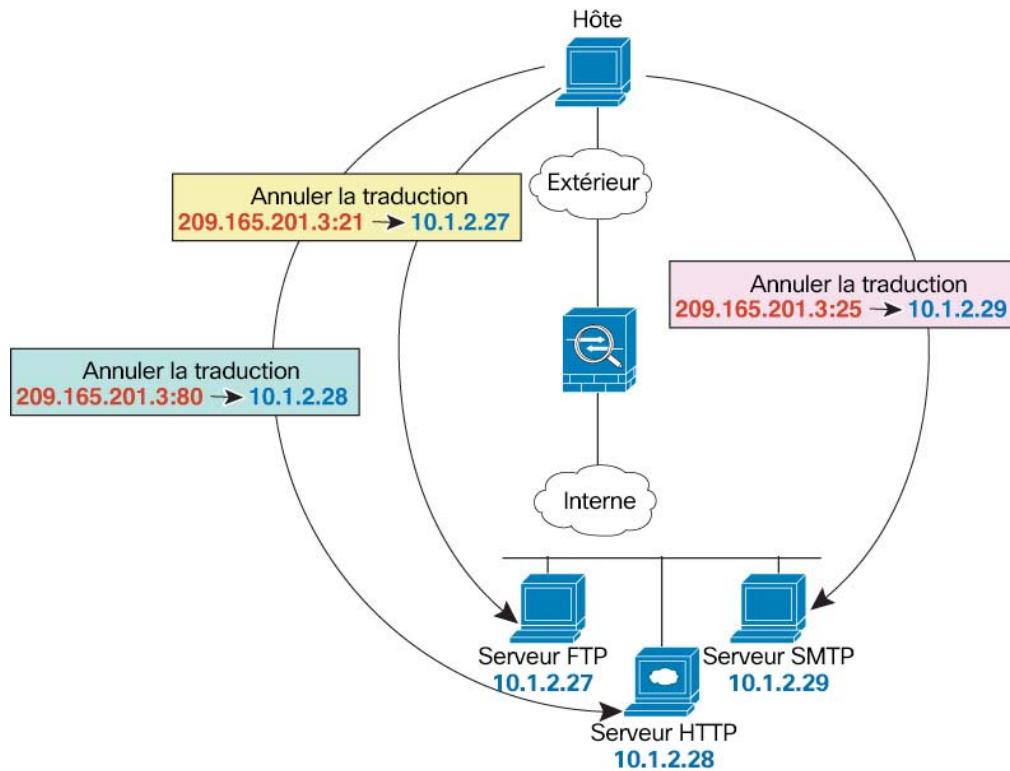 Hôte
Extérieur
Annuler la traduction
209.165.201.3:21 → 10.1.2.27
Annuler la traduction
209.165.201.3:25 → 10.1.2.29
Annuler la traduction
209.165.201.3:80 → 10.1.2.28
Interne
Serveur FTP
10.1.2.27
Serveur SMTP
10.1.2.29
Serveur HTTP
10.1.2.28